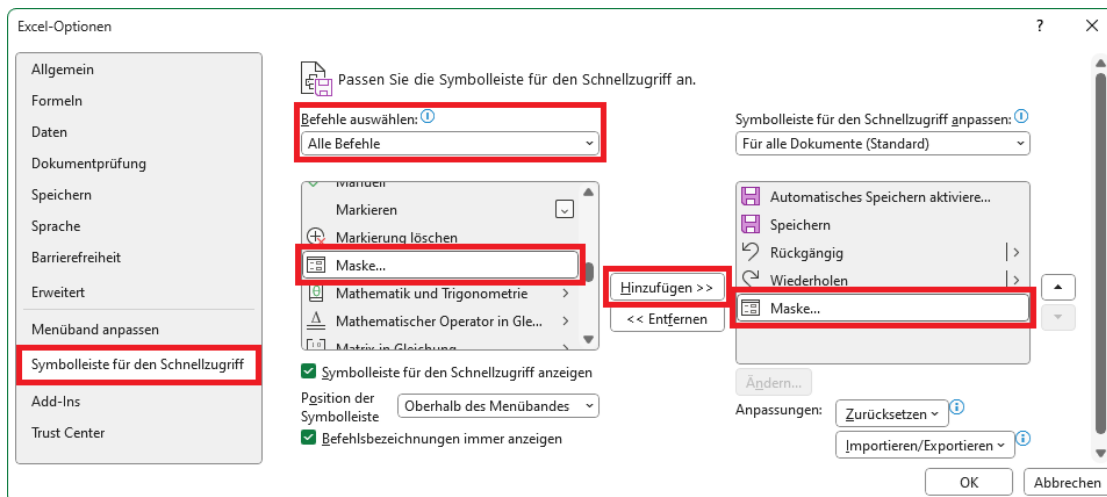 Excel-Optionen
?
Allgemein
Formeln
Daten
Dokumentprüfung
Speichern
Sprache
Barrierefreiheit
Erweitert
Menüband anpassen
Symbolleiste für den Schnellzugriff
Add-Ins
Trust Center
Passen Sie die Symbolleiste für den Schnellzugriff an.
Befehle auswählen:
Alle Befehle
Manuell
Markieren
Markierung löschen
Maske...
Mathematik und Trigonometrie
Mathematischer Operator in Gle...
Matrix in Gleichung
Symbolleiste für den Schnellzugriff anzeigen
Position der
Symbolleiste
Oberhalb des Menübandes
Befehlsbezeichnungen immer anzeigen
Hinzufügen >>
<< Entfernen
Symbolleiste für den Schnellzugriff anpassen:
Für alle Dokumente (Standard)
Automatisches Speichern aktiviere...
Speichern
Rückgängig
Wiederholen
Maske...
Ändern...
Anpassungen:
Zurücksetzen
Importieren/Exportieren
OK
Abbrechen